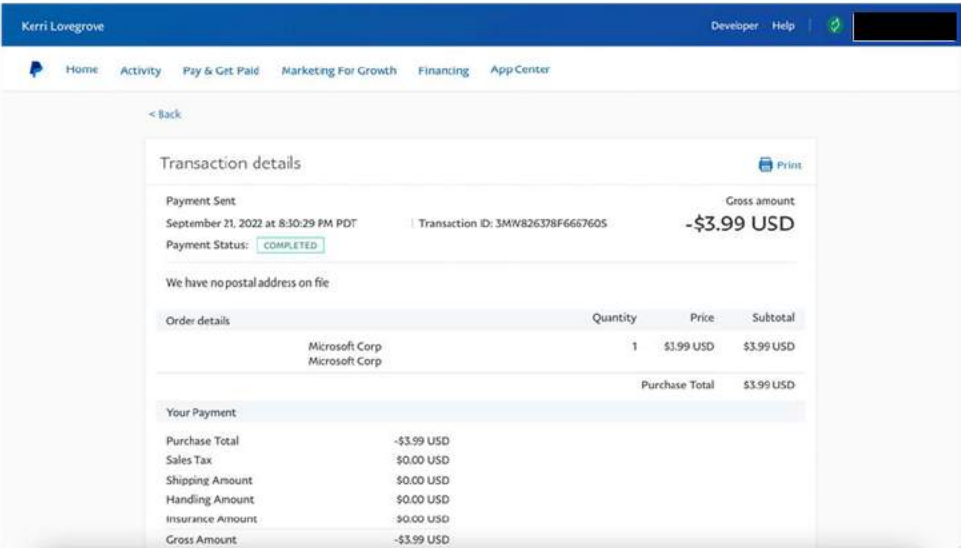 Kerri Lovegrove Developer Help
Home Activity Pay & Get Paid Marketing For Growth Financing App Center
< Back
Transaction details Print
Payment Sent Gross amount
September 21, 2022 at 8:30:29 PM PDT Transaction ID: 3MW826378F6667605 -$3.99 USD
Payment Status: COMPLETED
We have no postal address on file
Order details Quantity Price Subtotal
Microsoft Corp 1 $3.99 USD $3.99 USD
Microsoft Corp
Purchase Total $3.99 USD
Your Payment
Purchase Total -$3.99 USD
Sales Tax $0.00 USD
Shipping Amount $0.00 USD
Handling Amount $0.00 USD
Insurance Amount $0.00 USD
Gross Amount -$3.99 USD